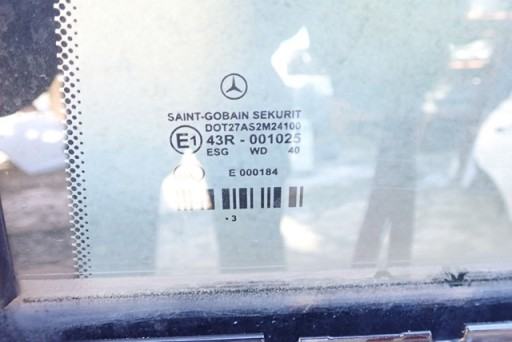 SAINT-GOBAIN SEKURIT
DOT27AS2M24100
E1 43R - 001025
ESG WD 40
E 000184
• 3